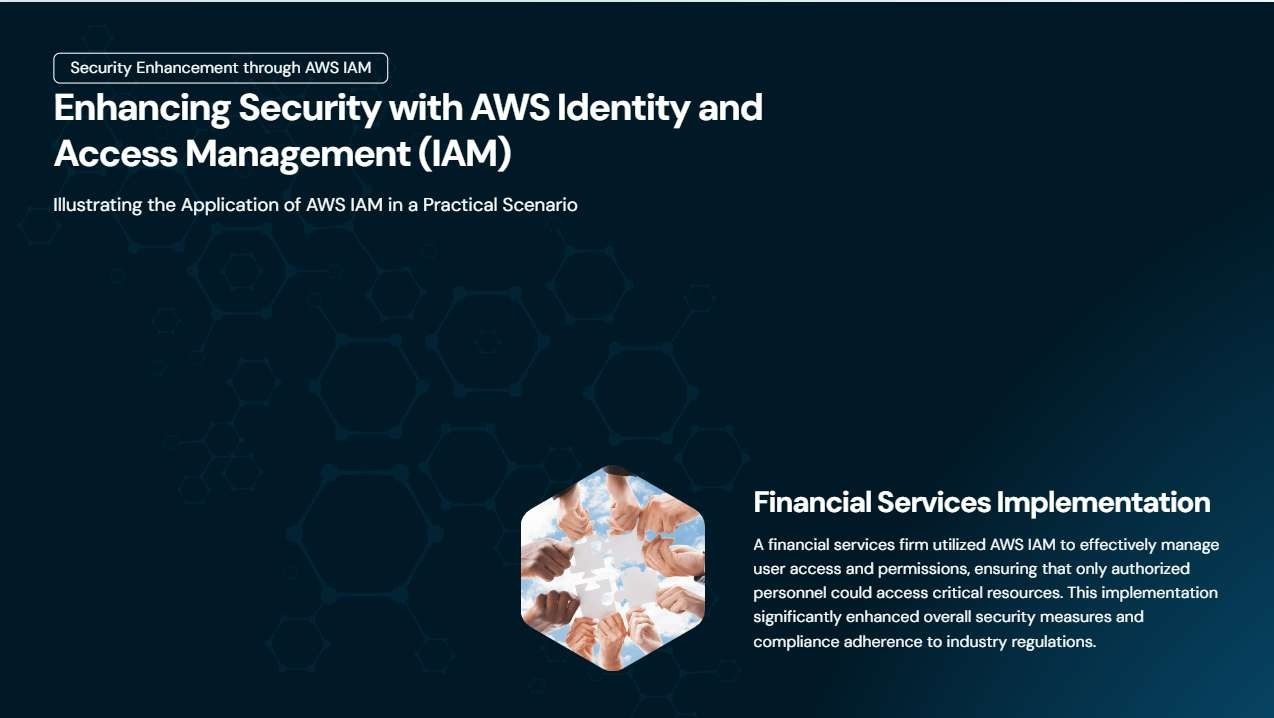 Security Enhancement through AWS IAM
Enhancing Security with AWS Identity and
Access Management (IAM)
Illustrating the Application of AWS IAM in a Practical Scenario
Financial Services Implementation
A financial services firm utilized AWS IAM to effectively manage
user access and permissions, ensuring that only authorized
personnel could access critical resources. This implementation
significantly enhanced overall security measures and
compliance adherence to industry regulations.